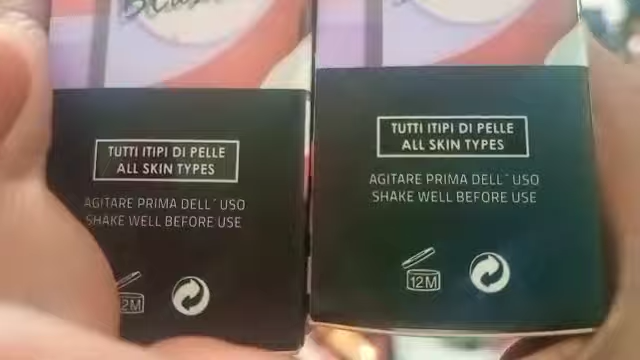 TUTTI ITIPI DI PELLE
ALL SKIN TYPES
AGITARE PRIMA DELL´USO
SHAKE WELL BEFORE USE
2M
TUTTI ITIPI DI PELLE
ALL SKIN TYPES
AGITARE PRIMA DELL´USO
SHAKE WELL BEFORE USE
12M